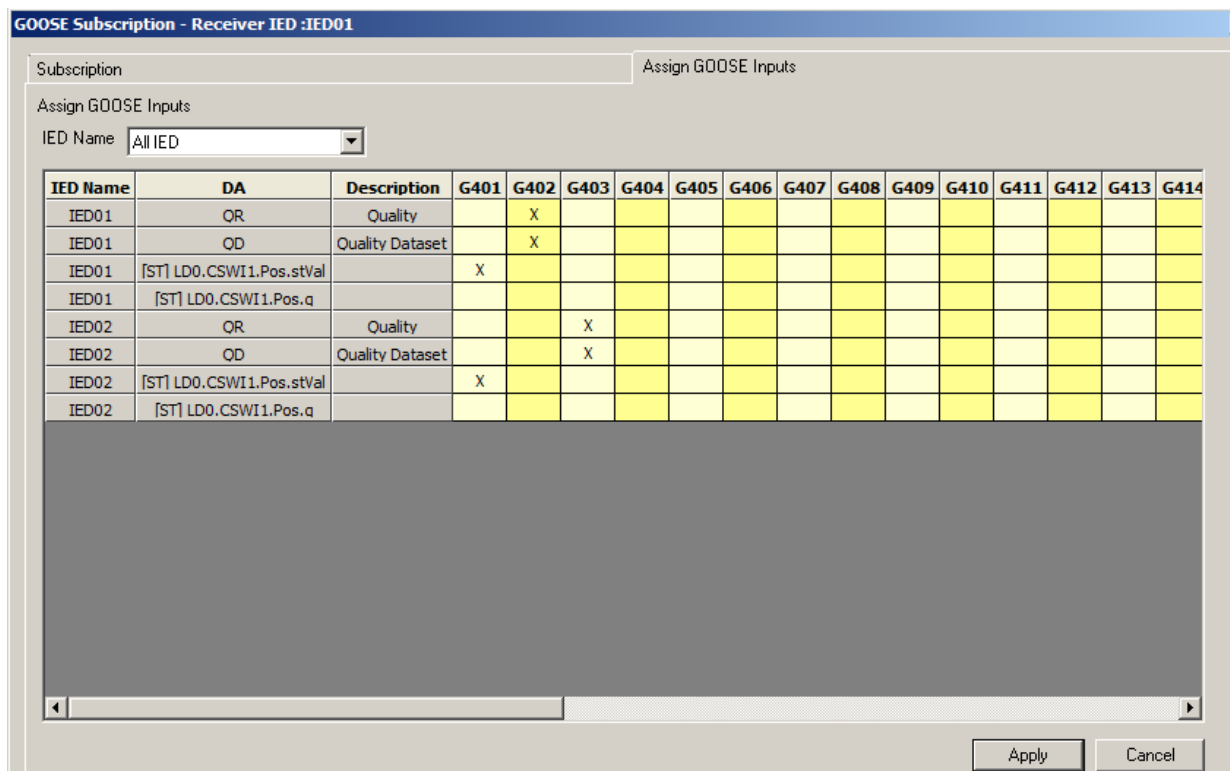 GOOSE Subscription - Receiver IED :IED01
Subscription
Assign GOOSE Inputs
Assign GOOSE Inputs
IED Name All IED
IED Name DA Description G401 G402 G403 G404 G405 G406 G407 G408 G409 G410 G411 G412 G413 G414
IED01 QR Quality X
IED01 QD Quality Dataset X
IED01 [ST] LD0.CSWI1.Pos.stVal X
IED01 [ST] LD0.CSWI1.Pos.q
IED02 QR Quality X
IED02 QD Quality Dataset X
IED02 [ST] LD0.CSWI1.Pos.stVal X
IED02 [ST] LD0.CSWI1.Pos.q
Apply Cancel